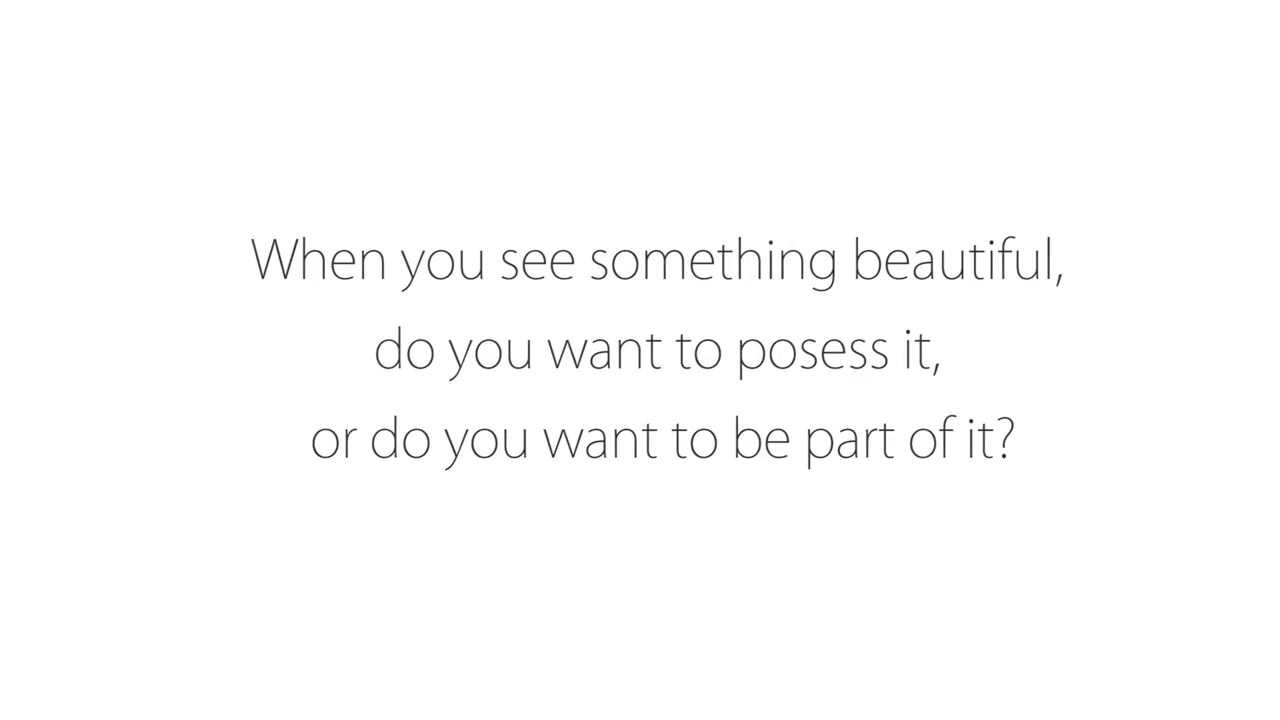 When you see something beautiful,
do you want to posess it,
or do you want to be part of it?